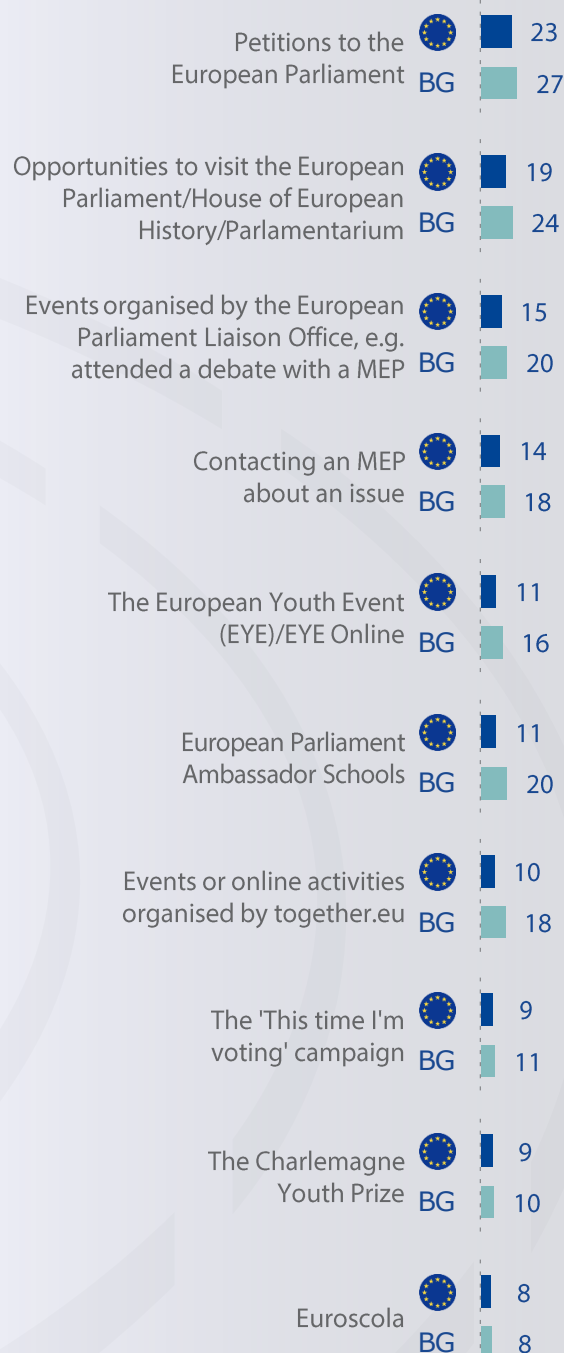 Petitions to the
European Parliament
23
BG 27
Opportunities to visit the European
Parliament/House of European
History/Parlamentarium
19
BG 24
Events organised by the European
Parliament Liaison Office, e.g.
attended a debate with a MEP
15
BG 20
Contacting an MEP
about an issue
14
BG 18
The European Youth Event
(EYE)/EYE Online
11
BG 16
European Parliament
Ambassador Schools
11
BG 20
Events or online activities
organised by together.eu
10
BG 18
The 'This time I'm
voting' campaign
9
BG 11
The Charlemagne
Youth Prize
9
BG 10
Euroscola
8
BG 8